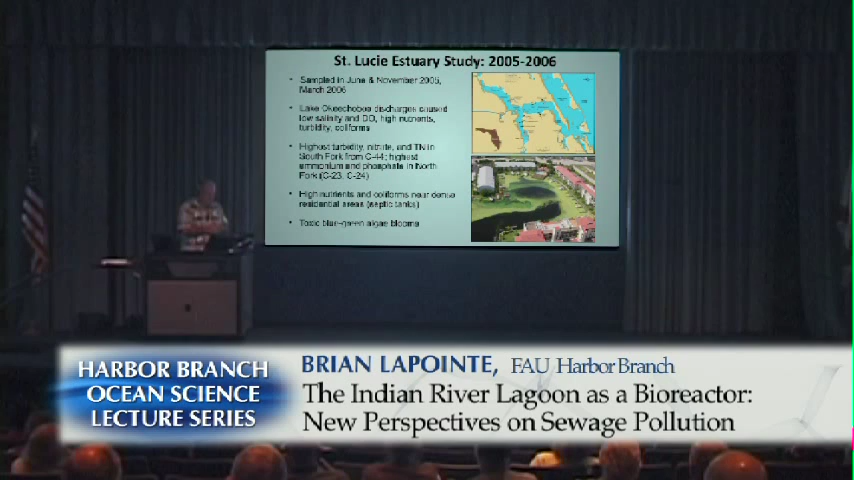 St. Lucie Estuary Study: 2005-2006
• Sampled in June & November 2005,
March 2006
• Lake Okeechobee discharges caused
low salinity and DO, high nutrients,
turbidity, coliforms
• Highest turbidity, nitrate, and TN in
South Fork from C-44; highest
ammonium and phosphate in North
Fork (C-23, C-24)
• High nutrients and coliforms near dense
residential areas (septic tanks)
• Toxic blue-green algae blooms
HARBOR BRANCH
OCEAN SCIENCE
LECTURE SERIES
BRIAN LAPOINTE, FAU Harbor Branch
The Indian River Lagoon as a Bioreactor:
New Perspectives on Sewage Pollution